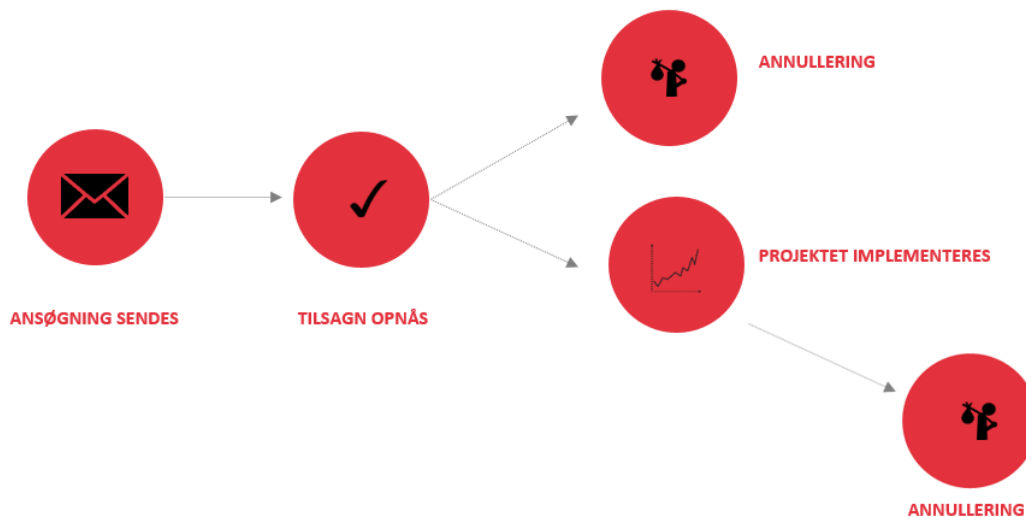 ANNULLERING
PROJEKTET IMPLEMENTERES
ANSØGNING SENDES
TILSAGN OPNÅS
ANNULLERING